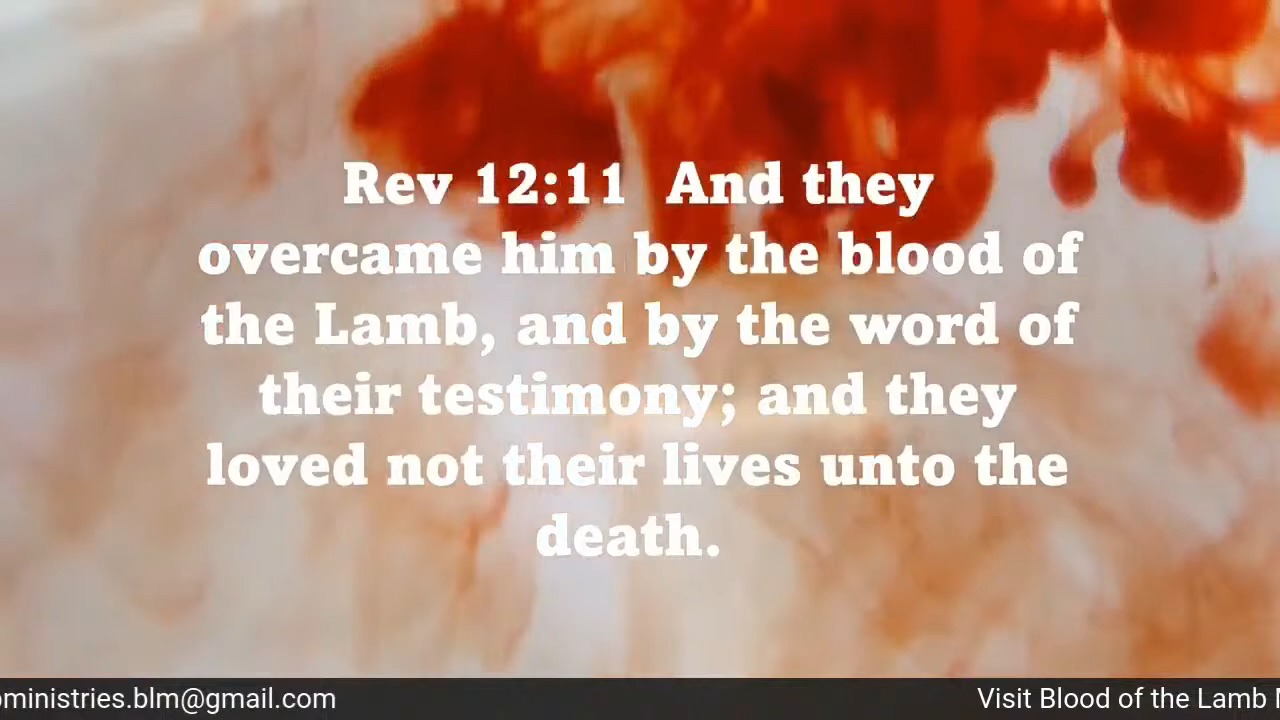 Rev 12:11  And they
overcame him by the blood of
the Lamb, and by the word of
their testimony; and they
loved not their lives unto the
death.
ministries.blm@gmail.com
Visit Blood of the Lamb